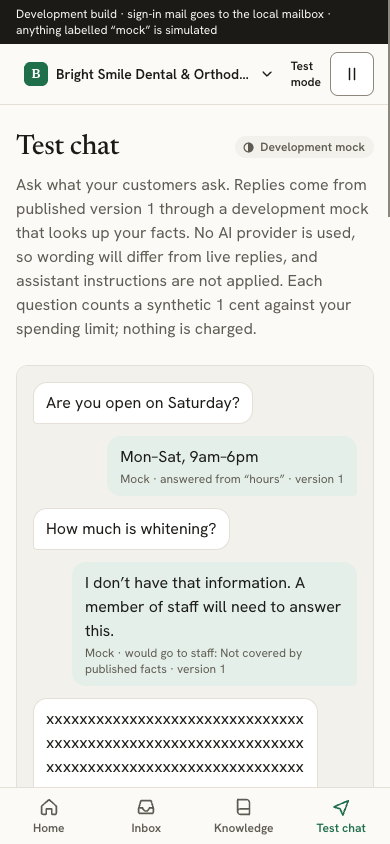 Development build · sign-in mail goes to the local mailbox ·
anything labelled “mock” is simulated
B
Bright Smile Dental & Orthod...
Test
mode
Test chat
Development mock
Ask what your customers ask. Replies come from
published version 1 through a development mock
that looks up your facts. No AI provider is used,
so wording will differ from live replies, and
assistant instructions are not applied. Each
question counts a synthetic 1 cent against your
spending limit; nothing is charged.
Are you open on Saturday?
Mon–Sat, 9am–6pm
Mock · answered from “hours” · version 1
How much is whitening?
I don’t have that information. A
member of staff will need to answer
this.
Mock · would go to staff: Not covered by
published facts · version 1
xxxxxxxxxxxxxxxxxxxxxxxxxxxxxxx
xxxxxxxxxxxxxxxxxxxxxxxxxxxxxxx
xxxxxxxxxxxxxxxxxxxxxxxxxxxxxxx
Home
Inbox
Knowledge
Test chat